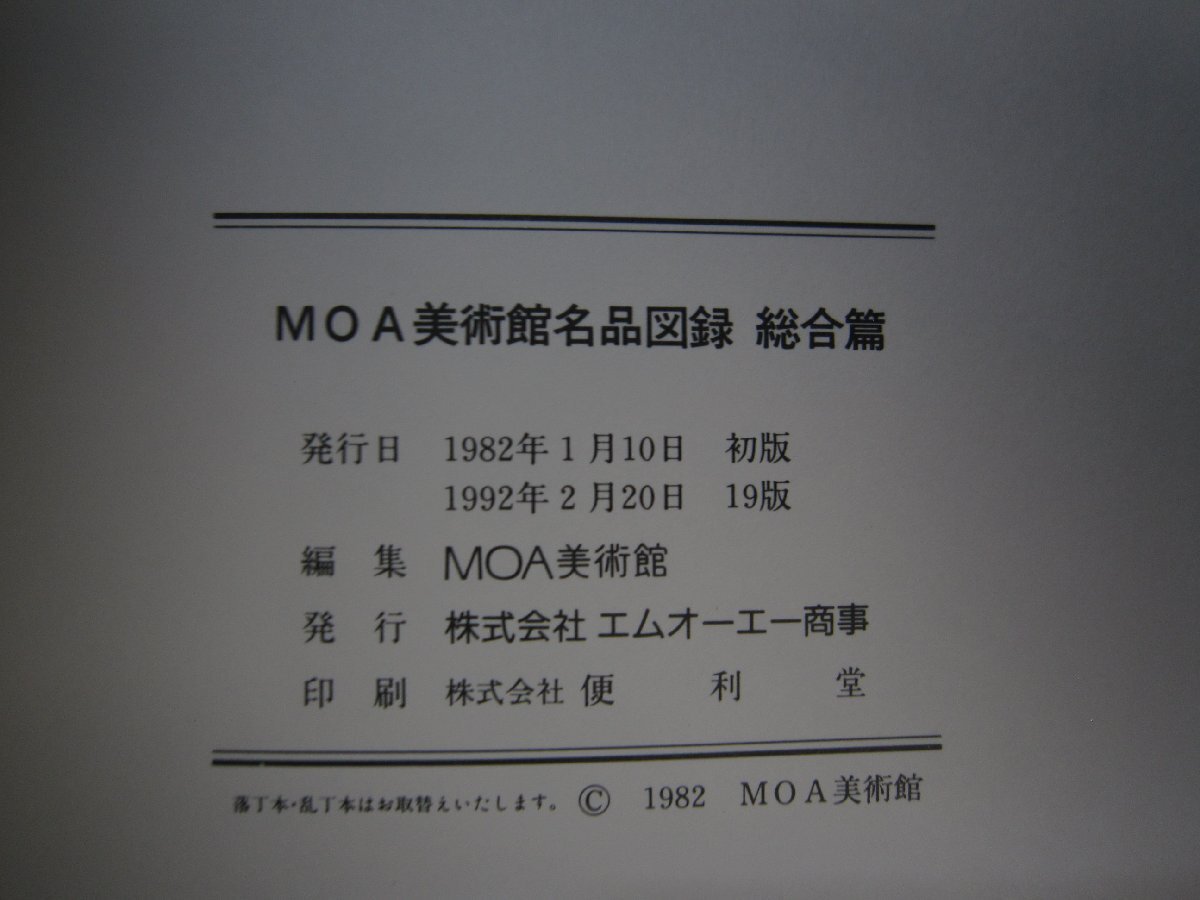 MOA美術館名品図録 総合篇
発行日 1982年1月10日 初版
1992年2月20日 19版
編集 MOA美術館
発行 株式会社 エムオーエー商事
印刷 株式会社 便利堂
落丁本・乱丁本はお取替えいたします。 © 1982 MOA美術館